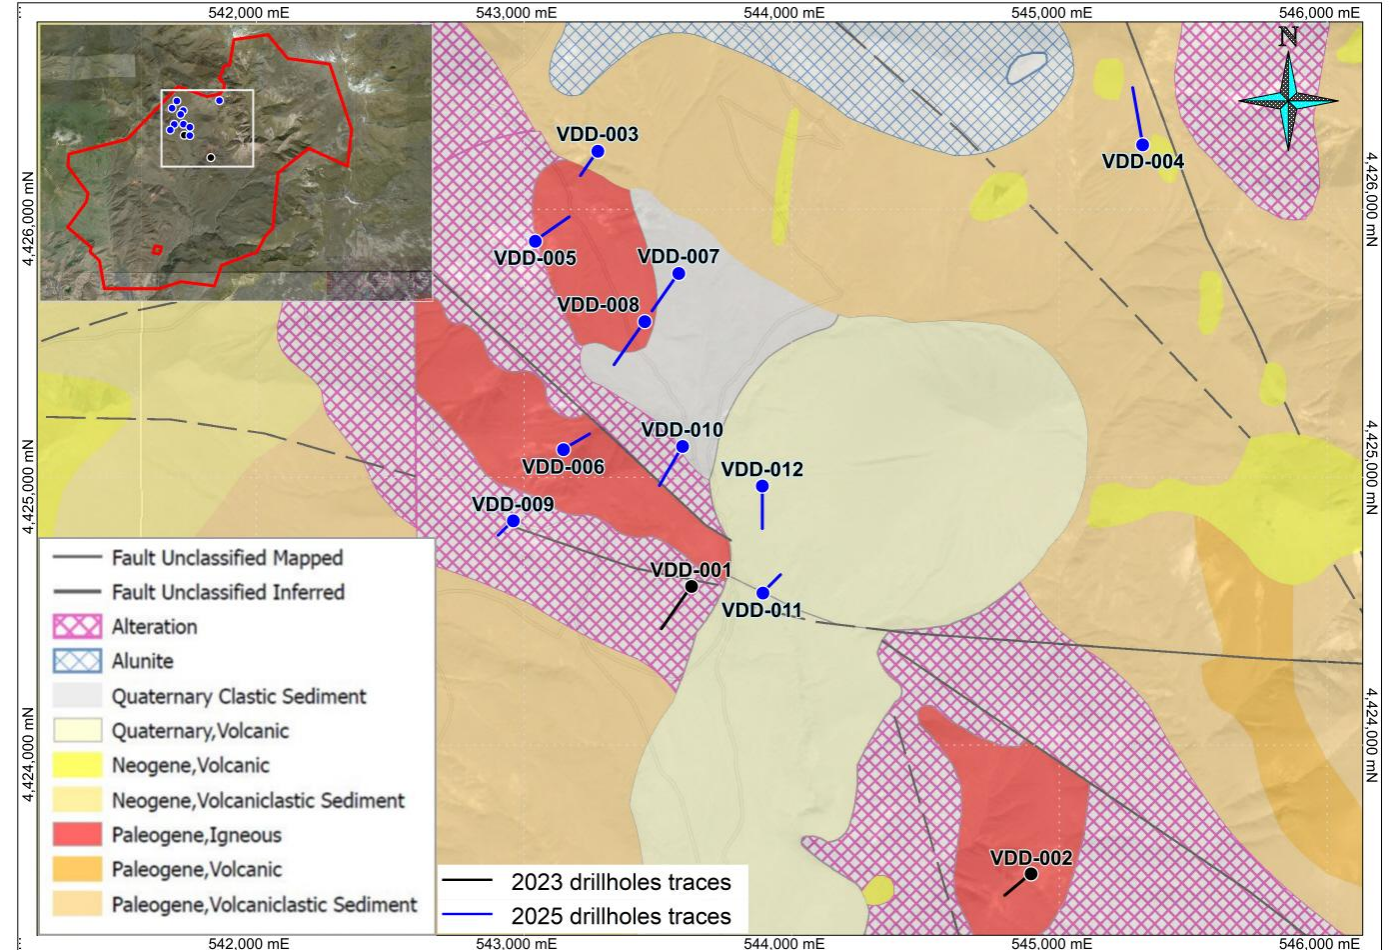 542,000 mE 543,000 mE 544,000 mE 545,000 mE 546,000 mE
N
VDD-003
VDD-004
4,426,000 mN
4,426,000 mN
VDD-005
VDD-007
VDD-008
VDD-010
VDD-012
VDD-006
4,425,000 mN
4,425,000 mN
VDD-009
VDD-001
VDD-011
Fault Unclassified Mapped
Fault Unclassified Inferred
Alteration
Alunite
Quaternary Clastic Sediment
Quaternary,Volcanic
Neogene,Volcanic
Neogene,Volcaniclastic Sediment
Paleogene,Igneous
Paleogene,Volcanic
Paleogene,Volcaniclastic Sediment
4,424,000 mN
4,424,000 mN
VDD-002
2023 drillholes traces
2025 drillholes traces
542,000 mE 543,000 mE 544,000 mE 545,000 mE 546,000 mE